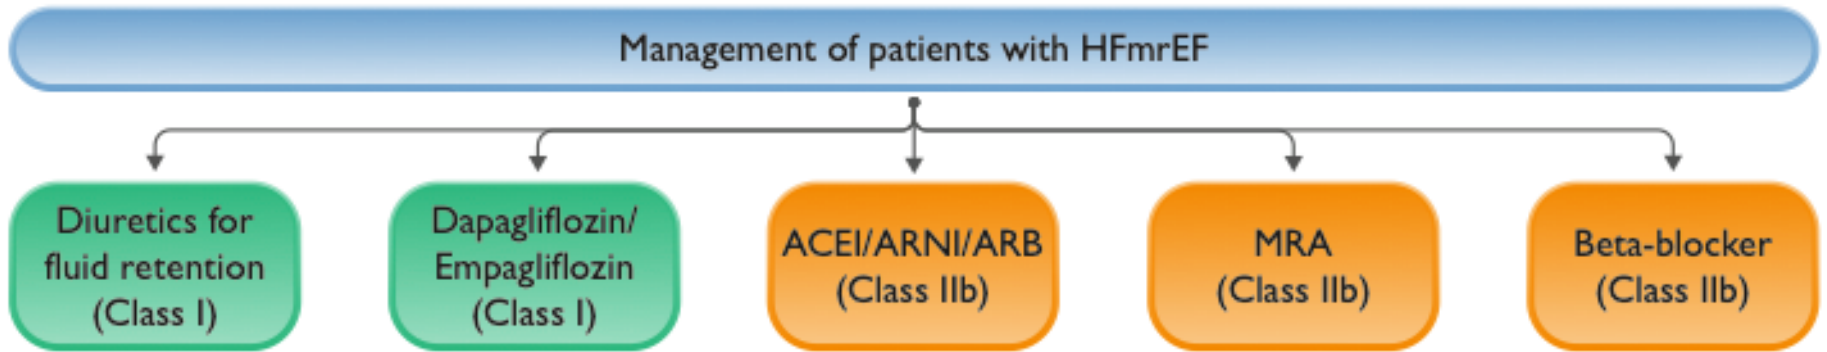 Management of patients with HFmrEF
Diuretics for
fluid retention
(Class I)
Dapagliflozin/
Empagliflozin
(Class I)
ACEI/ARNI/ARB
(Class IIb)
MRA
(Class IIb)
Beta-blocker
(Class IIb)